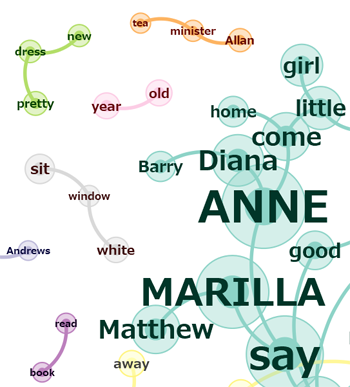 tea
new
minister
Allan
dress
girl
old
pretty
year
little
home
come
Diana
Barry
sit
window
ANNE
Andrews
white
good
MARILLA
read
Matthew
say
away
book